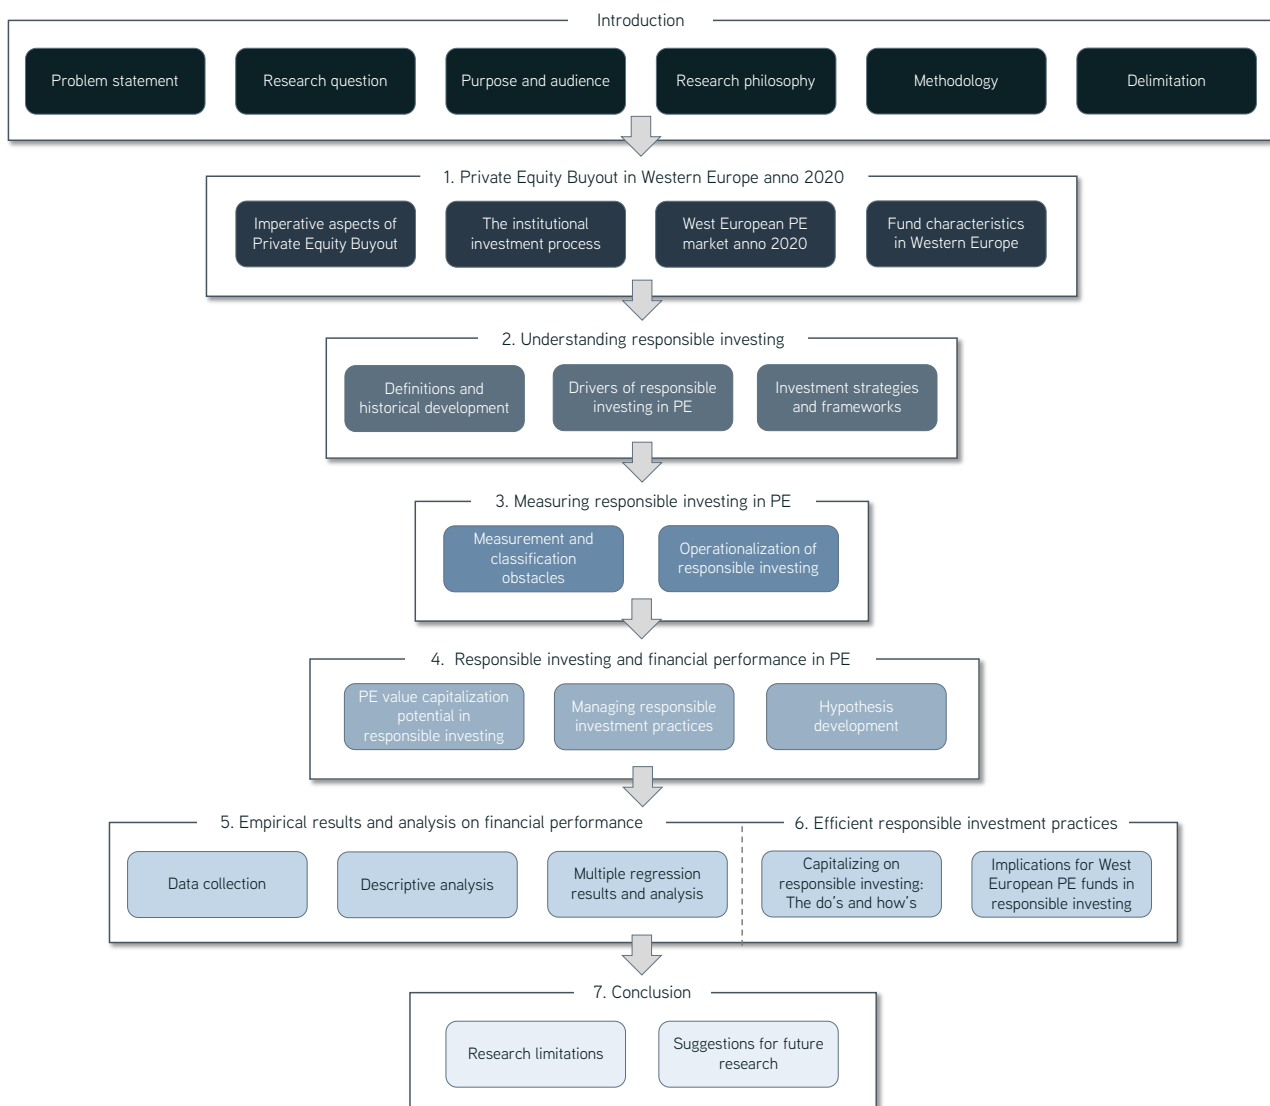 Introduction
Problem statement
Research question
Purpose and audience
Research philosophy
Methodology
Delimitation
1. Private Equity Buyout in Western Europe anno 2020
Imperative aspects of
Private Equity Buyout
The institutional
investment process
West European PE
market anno 2020
Fund characteristics
in Western Europe
2. Understanding responsible investing
Definitions and
historical development
Drivers of responsible
investing in PE
Investment strategies
and frameworks
3. Measuring responsible investing in PE
Measurement and
classification
obstacles
Operationalization of
responsible investing
4. Responsible investing and financial performance in PE
PE value capitalization
potential in
responsible investing
Managing responsible
investment practices
Hypothesis
development
5. Empirical results and analysis on financial performance
Data collection
Descriptive analysis
Multiple regression
results and analysis
6. Efficient responsible investment practices
Capitalizing on
responsible investing:
The do's and how's
Implications for West
European PE funds in
responsible investing
7. Conclusion
Research limitations
Suggestions for future
research